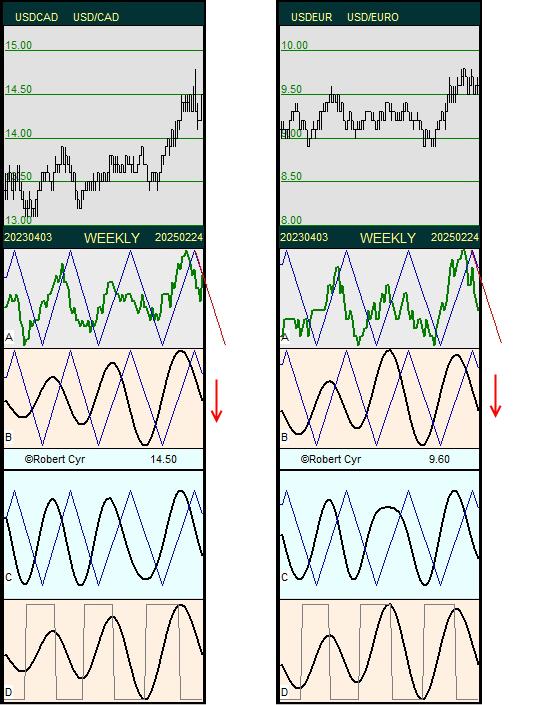 USDCAD USD/CAD
15.00
14.50
14.00
13.50
13.00
20230403 WEEKLY 20250224
A
B
©Robert Cyr 14.50
C
D
USDEUR USD/EURO
10.00
9.50
9.00
8.50
8.00
20230403 WEEKLY 20250224
A
B
©Robert Cyr 9.60
C
D